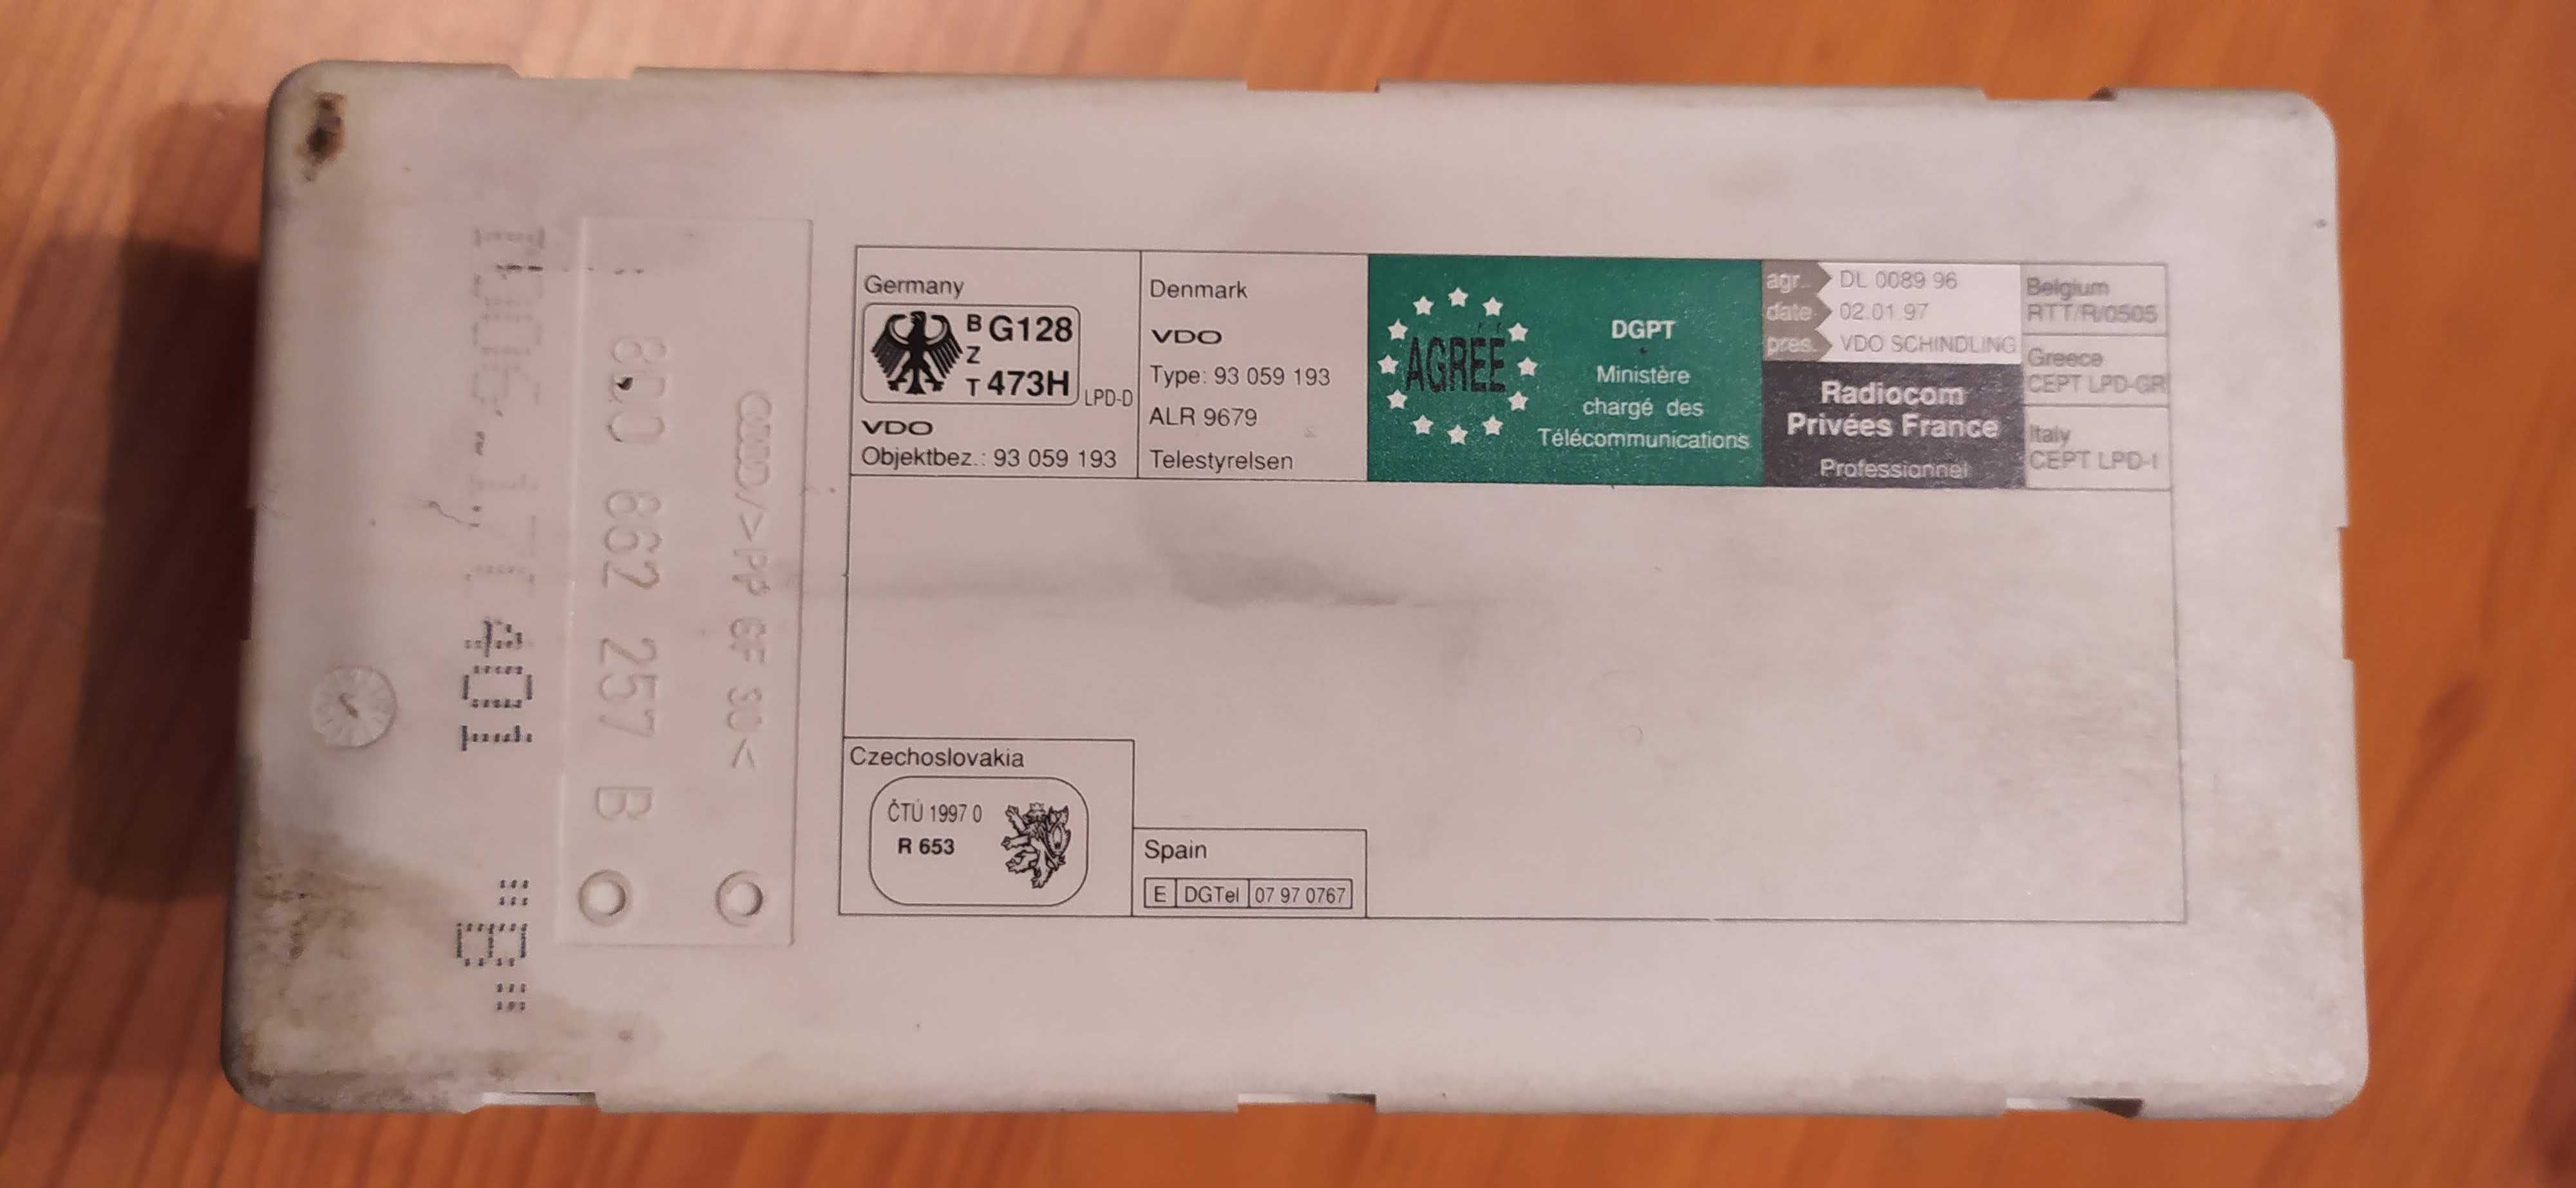 8D0 862 257 B
>PP GF 30<
401
Germany
B G128
Z
T 473H
LPD-D
VDO
Objektbez.: 93 059 193
Denmark
VDO
Type: 93 059 193
ALR 9679
Telestyrelsen
AGRÉÉ
DGPT
Ministère
chargé des
Télécommunications
agr. DL 0089 96
date 02.01.97
pres. VDO SCHINDLING
Radiocom
Privées France
Professionnel
Belgium
RTT/R/0505
Greece
CEPT LPD-GR
Italy
CEPT LPD-I
Czechoslovakia
ČTÚ 1997 0
R 653
Spain
E DGTel 07 97 0767